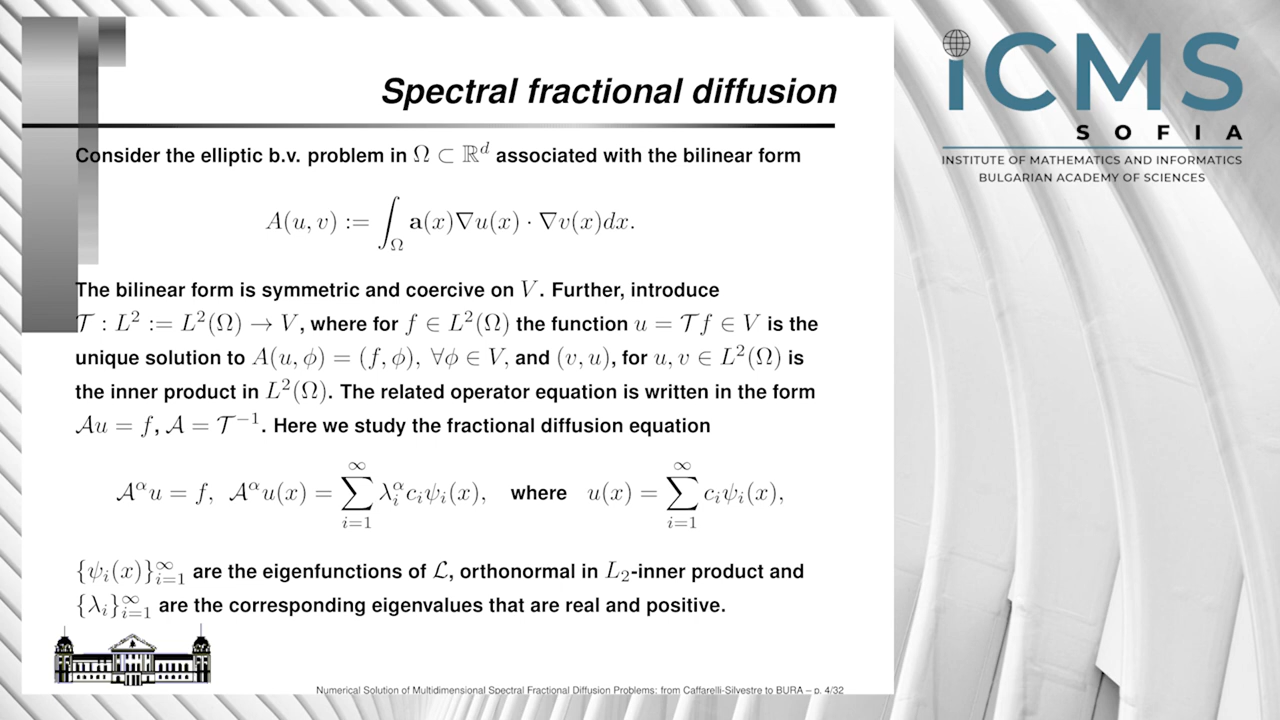 iCMS
SOFIA
INSTITUTE OF MATHEMATICS AND INFORMATICS
BULGARIAN ACADEMY OF SCIENCES
Spectral fractional diffusion
Consider the elliptic b.v. problem in Ω ⊂ ℝ^d associated with the bilinear form
A(u, v) := ∫_Ω a(x)∇u(x) · ∇v(x)dx.
The bilinear form is symmetric and coercive on V. Further, introduce
𝒯 : L² := L²(Ω) → V, where for f ∈ L²(Ω) the function u = 𝒯f ∈ V is the
unique solution to A(u, ϕ) = (f, ϕ), ∀ϕ ∈ V, and (v, u), for u, v ∈ L²(Ω) is
the inner product in L²(Ω). The related operator equation is written in the form
𝒜u = f, 𝒜 = 𝒯⁻¹. Here we study the fractional diffusion equation
𝒜^α u = f, 𝒜^α u(x) = ∑_{i=1}^∞ λ_i^α c_i ψ_i(x), where u(x) = ∑_{i=1}^∞ c_i ψ_i(x),
{ψ_i(x)}_{i=1}^∞ are the eigenfunctions of ℒ, orthonormal in L₂-inner product and
{λ_i}_{i=1}^∞ are the corresponding eigenvalues that are real and positive.
Numerical Solution of Multidimensional Spectral Fractional Diffusion Problems: from Caffarelli-Silvestre to BURA – p. 4/32